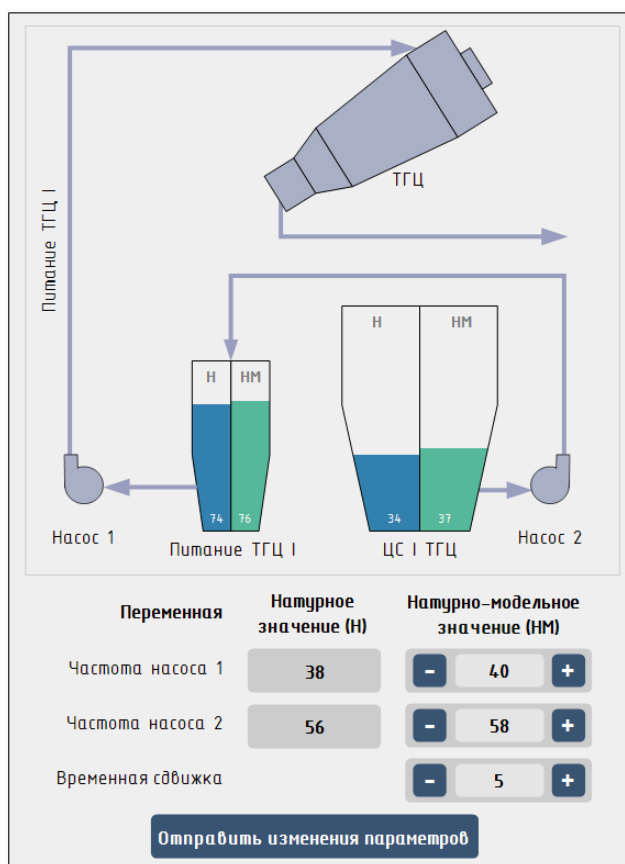 ТГЦ
Питание ТГЦ I
Н НМ
Н НМ
74 76
34 37
Насос 1
Питание ТГЦ I
ЦС I ТГЦ
Насос 2
Переменная
Натурное
значение (Н)
Натурно-модельное
значение (НМ)
Частота насоса 1
38
- 40 +
Частота насоса 2
56
- 58 +
Временная сдвижка
- 5 +
Отправить изменения параметров